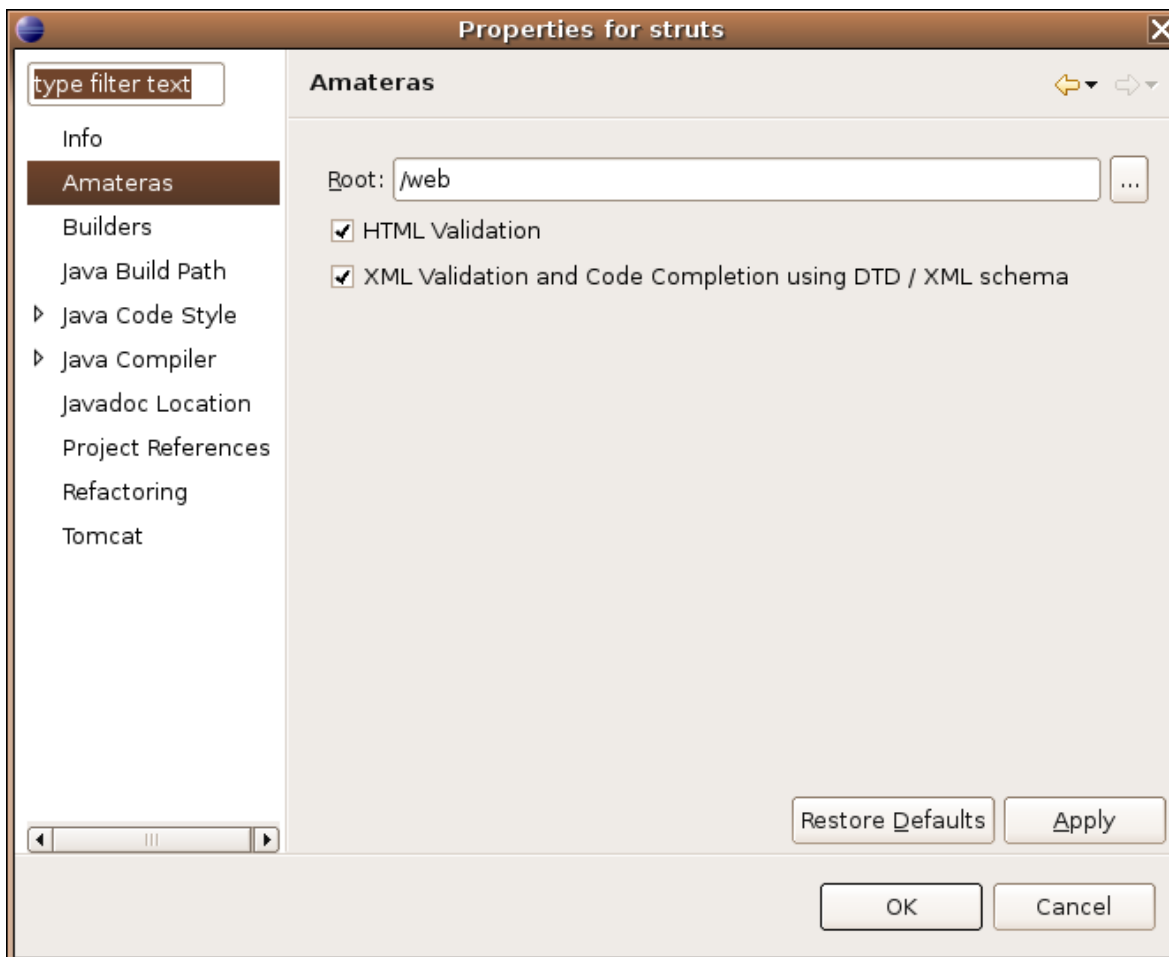 Properties for struts
type filter text
Info
Amateras
Builders
Java Build Path
Java Code Style
Java Compiler
Javadoc Location
Project References
Refactoring
Tomcat
Amateras
Root: /web ...
HTML Validation
XML Validation and Code Completion using DTD / XML schema
Restore Defaults Apply
OK Cancel